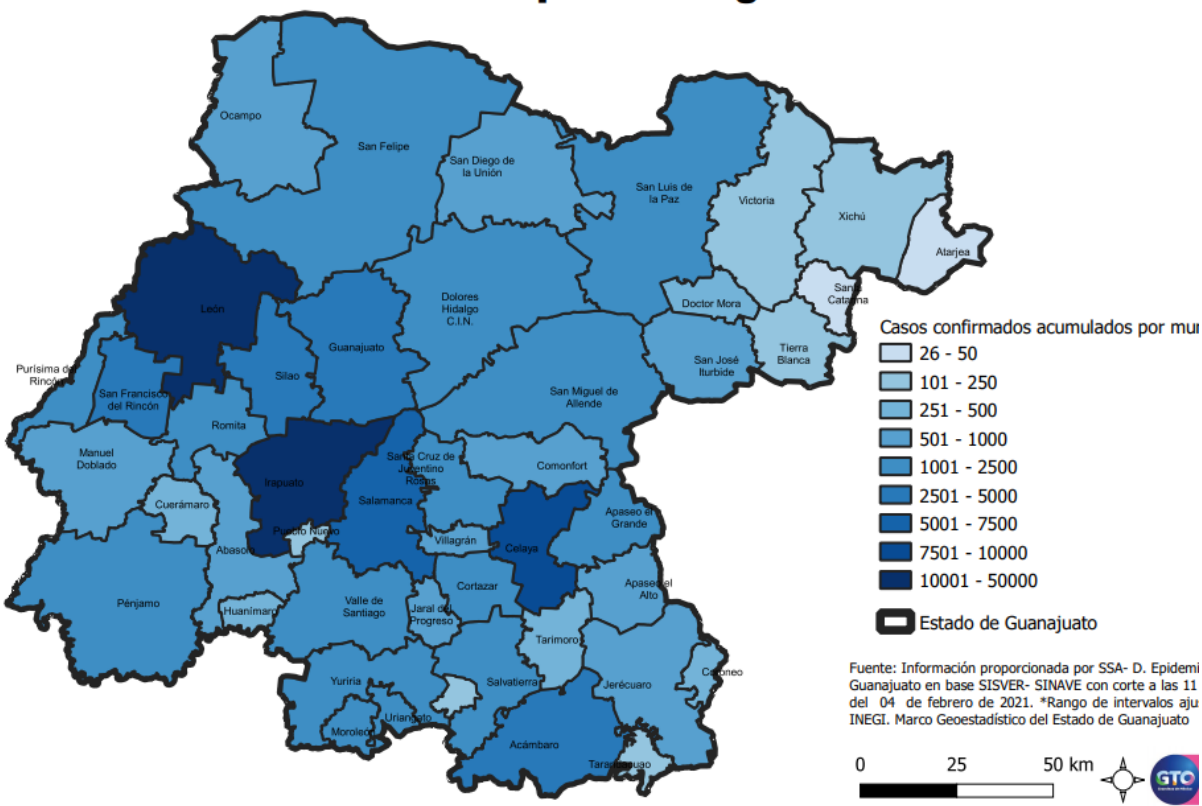 Ocampo
San Felipe
San Diego de
la Unión
San Luis de
la Paz
Victoria
Xichú
Atarjea
León
Dolores
Hidalgo
C.I.N.
Doctor Mora
Santa
Catarina
Guanajuato
Silao
San José
Iturbide
Tierra
Blanca
Purísima del
Rincón
San Francisco
del Rincón
San Miguel de
Allende
Romita
Manuel
Doblado
Santa Cruz de
Juventino
Rosas
Comonfort
Irapuato
Salamanca
Cuerámaro
Apaseo el
Grande
Pueblo Nuevo
Villagrán
Celaya
Abasolo
Cortazar
Apaseo el
Alto
Pénjamo
Huanímaro
Valle de
Santiago
Jaral del
Progreso
Tarimoro
Coroneo
Yuriria
Salvatierra
Jerécuaro
Uriangato
Moroleón
Acámbaro
Tarandacuao
Casos confirmados acumulados por mun
26 - 50
101 - 250
251 - 500
501 - 1000
1001 - 2500
2501 - 5000
5001 - 7500
7501 - 10000
10001 - 50000
Estado de Guanajuato
Fuente: Información proporcionada por SSA- D. Epidemi
Guanajuato en base SISVER- SINAVE con corte a las 11
del 04 de febrero de 2021. *Rango de intervalos ajus
INEGI. Marco Geoestadístico del Estado de Guanajuato
0 25 50 km
GTO